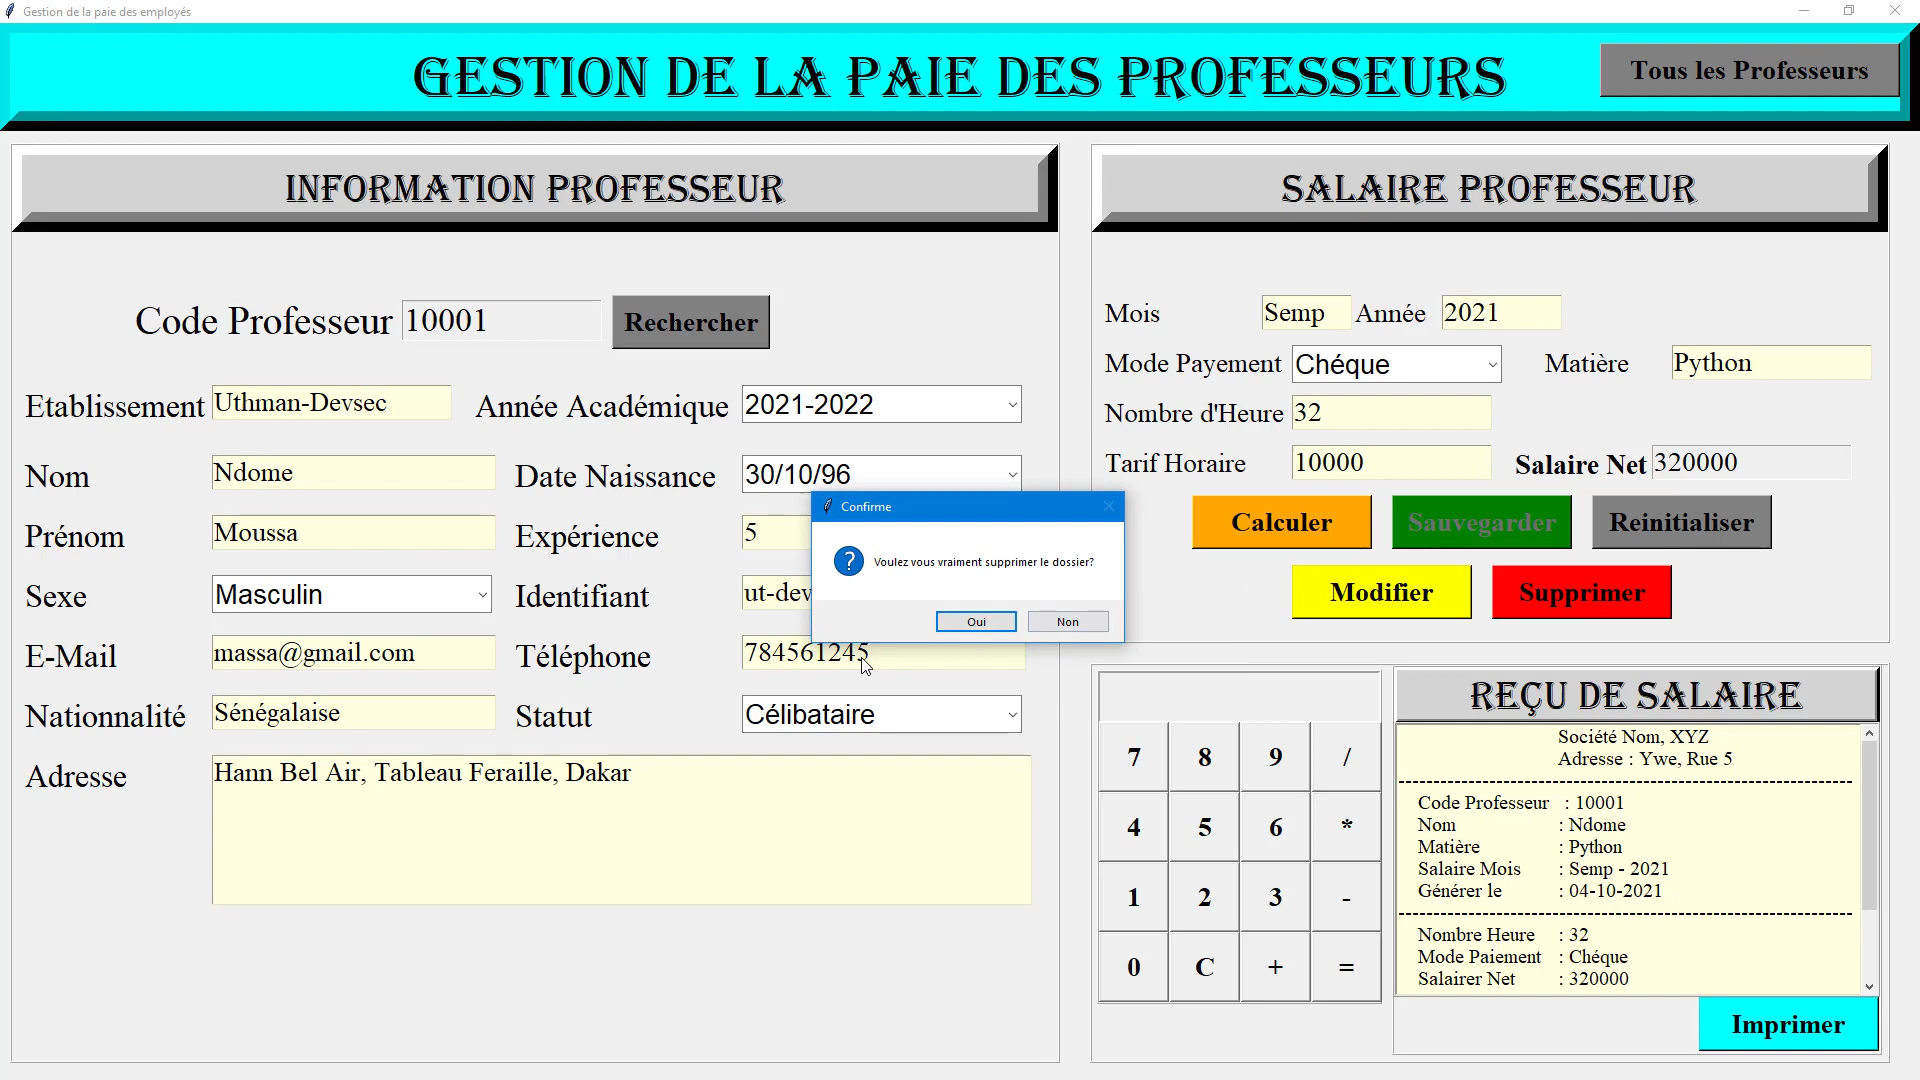 Gestion de la paie des employés
GESTION DE LA PAIE DES PROFESSEURS
Tous les Professeurs
INFORMATION PROFESSEUR
Code Professeur 10001 Rechercher
Etablissement Uthman-Devsec Année Académique 2021-2022
Nom Ndome Date Naissance 30/10/96
Prénom Moussa Expérience 5
Sexe Masculin Identifiant ut-dev
E-Mail massa@gmail.com Téléphone 784561245
Nationnalité Sénégalaise Statut Célibataire
Adresse Hann Bel Air, Tableau Feraille, Dakar
Confirme
Voulez vous vraiment supprimer le dossier?
Oui Non
SALAIRE PROFESSEUR
Mois Semp Année 2021
Mode Payement Chéque Matière Python
Nombre d'Heure 32
Tarif Horaire 10000 Salaire Net 320000
Calculer Sauvegarder Reinitialiser
Modifier Supprimer
7 8 9 /
4 5 6 *
1 2 3 -
0 C + =
REÇU DE SALAIRE
Société Nom, XYZ
Adresse : Ywe, Rue 5
Code Professeur : 10001
Nom : Ndome
Matière : Python
Salaire Mois : Semp - 2021
Générer le : 04-10-2021
Nombre Heure : 32
Mode Paiement : Chéque
Salairer Net : 320000
Imprimer